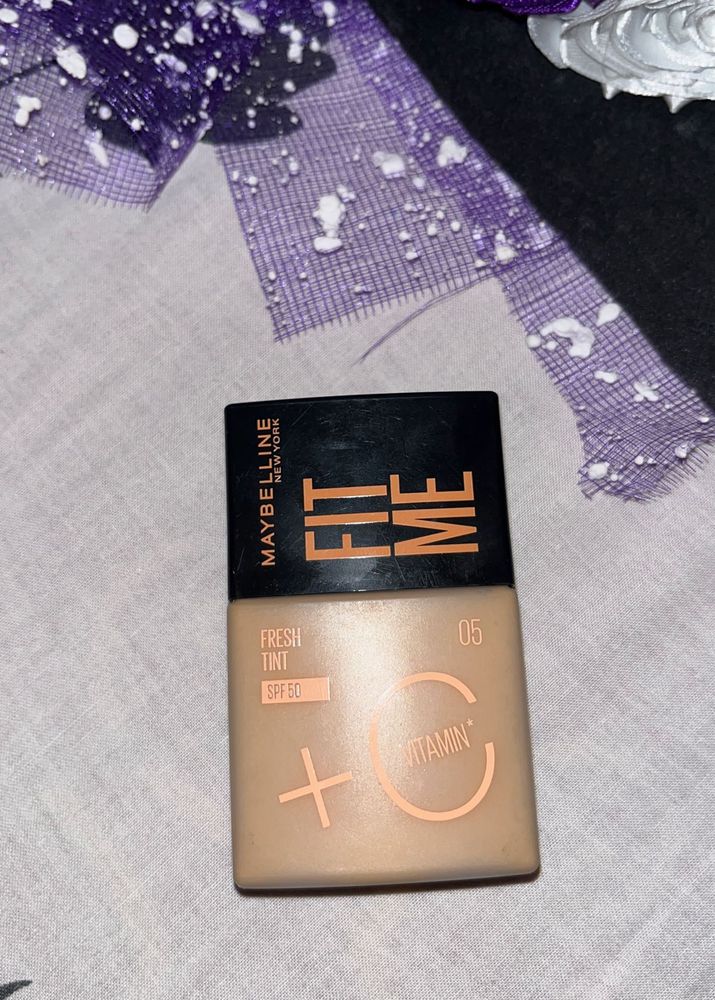 MAYBELLINE
NEW YORK
FIT
ME
FRESH
TINT
SPF 50
05
+
C
VITAMIN*